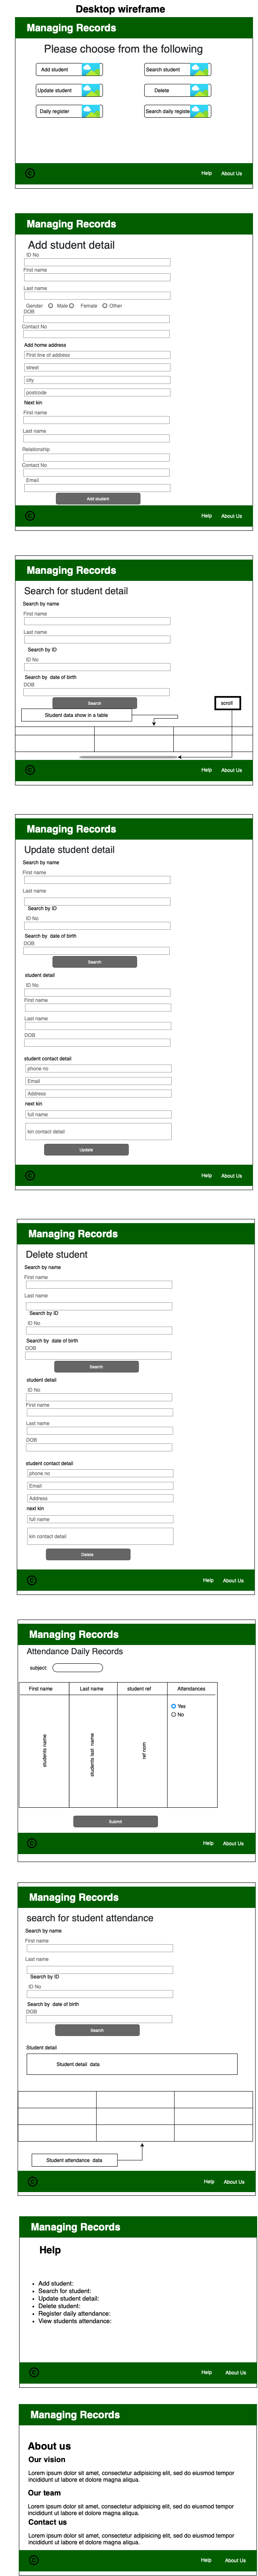 Desktop wireframe
Managing Records
Please choose from the following
Add student
Search student
Update student
Delete
Daily register
Search daily registe
Help
About Us
Managing Records
Add student detail
ID No
First name
Last name
Gender Male Female Other
DOB
Contact No
Add home address
First line of address
street
city
postcode
Next kin
First name
Last name
Relationship
Contact No
Email
Add student
Help
About Us
Managing Records
Search for student detail
Search by name
First name
Last name
Search by ID
ID No
Search by date of birth
DOB
Search
scroll
Student data show in a table
Help
About Us
Managing Records
Update student detail
Search by name
First name
Last name
Search by ID
ID No
Search by date of birth
DOB
Search
student detail
ID No
First name
Last name
DOB
student contact detail
phone no
Email
Address
next kin
full name
kin contact detail
Update
Help
About Us
Managing Records
Delete student
Search by name
First name
Last name
Search by ID
ID No
Search by date of birth
DOB
Search
student detail
ID No
First name
Last name
DOB
student contact detail
phone no
Email
Address
next kin
full name
kin contact detail
Delete
Help
About Us
Managing Records
Attendance Daily Records
subject:
First name
Last name
student ref
Attendances
Yes
No
students name
students last name
ref nom
Submit
Help
About Us
Managing Records
search for student attendance
Search by name
First name
Last name
Search by ID
ID No
Search by date of birth
DOB
Search
Student detail
Student detail data
Student attendance data
Help
About Us
Managing Records
Help
Add student:
Search for student:
Update student detail:
Delete student:
Register daily attendance:
View students attendance:
Help
About Us
Managing Records
About us
Our vision
Lorem ipsum dolor sit amet, consectetur adipisicing elit, sed do eiusmod tempor
incididunt ut labore et dolore magna aliqua.
Our team
Lorem ipsum dolor sit amet, consectetur adipisicing elit, sed do eiusmod tempor
incididunt ut labore et dolore magna aliqua.
Contact us
Lorem ipsum dolor sit amet, consectetur adipisicing elit, sed do eiusmod tempor
incididunt ut labore et dolore magna aliqua.
Help
About Us